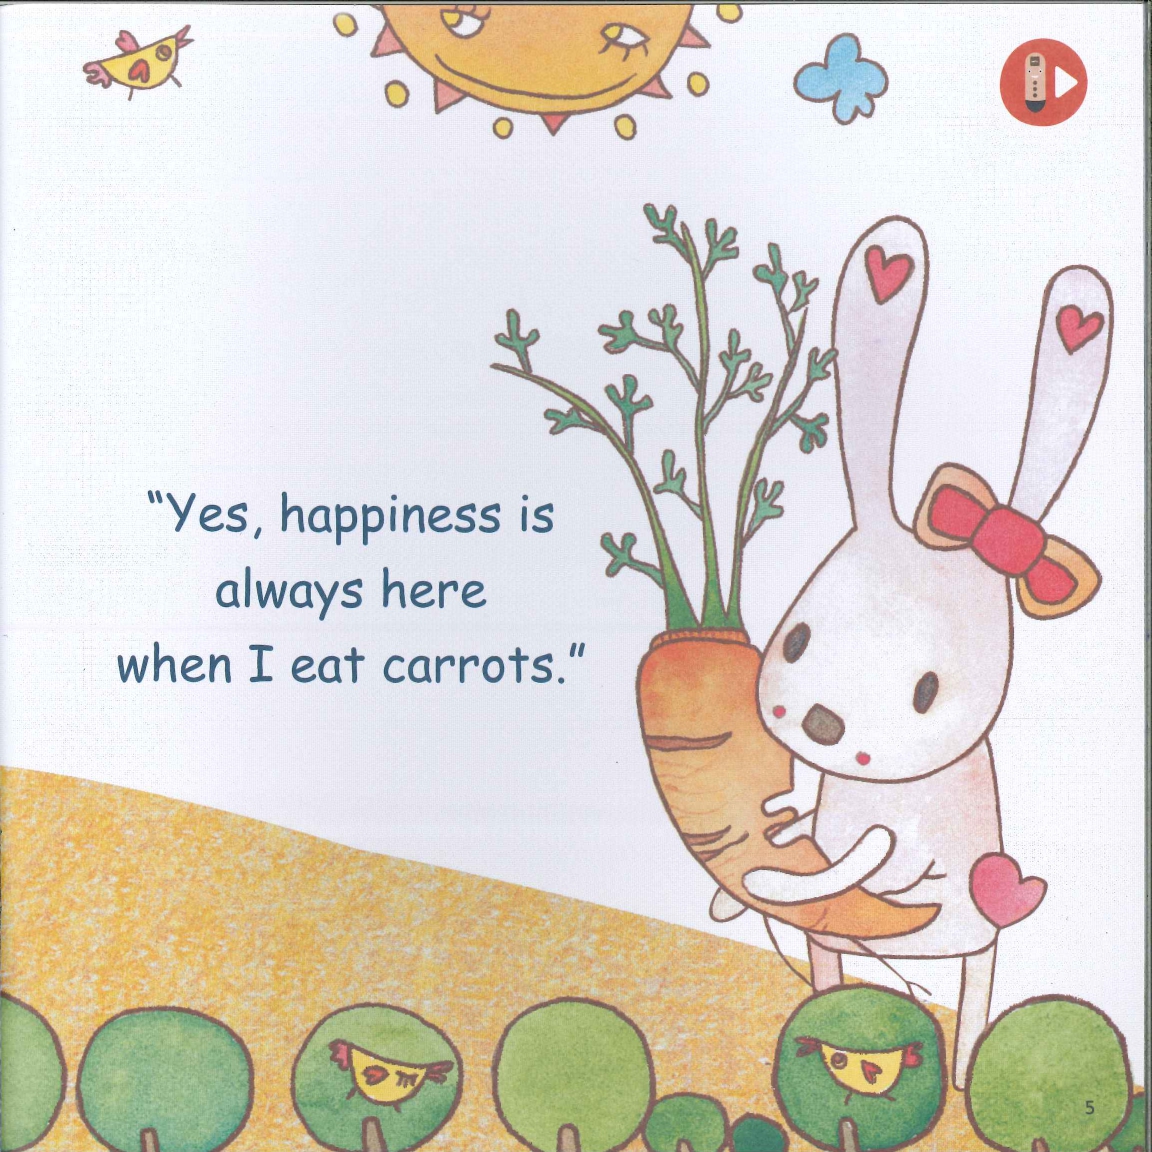 “Yes, happiness is
always here
when I eat carrots.”
5